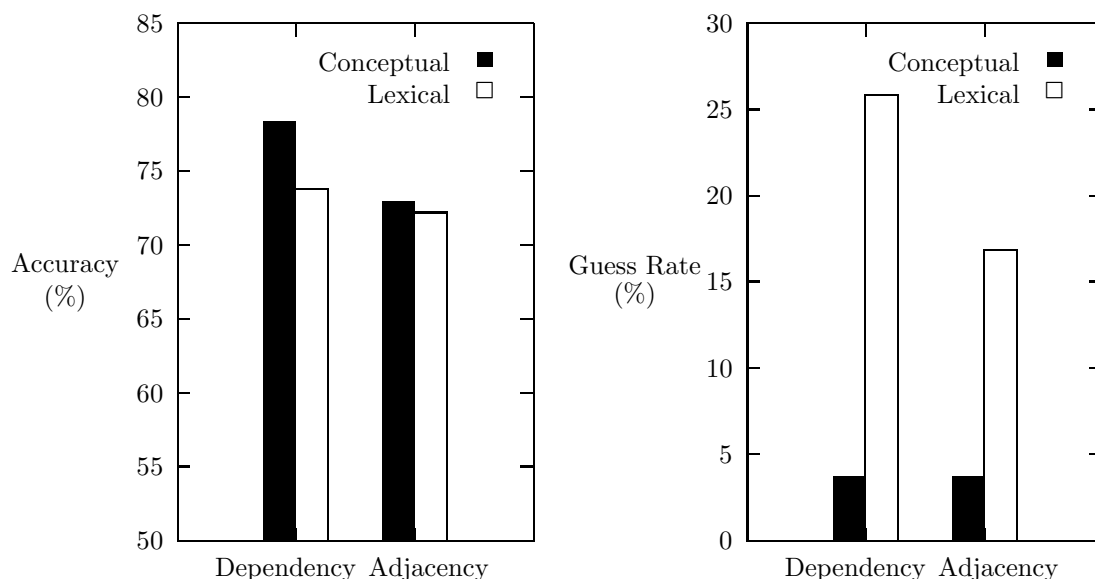 85
80
75
70
65
60
55
50
Accuracy
(%)
Conceptual
Lexical
Dependency Adjacency
30
25
20
15
10
5
0
Guess Rate
(%)
Conceptual
Lexical
Dependency Adjacency